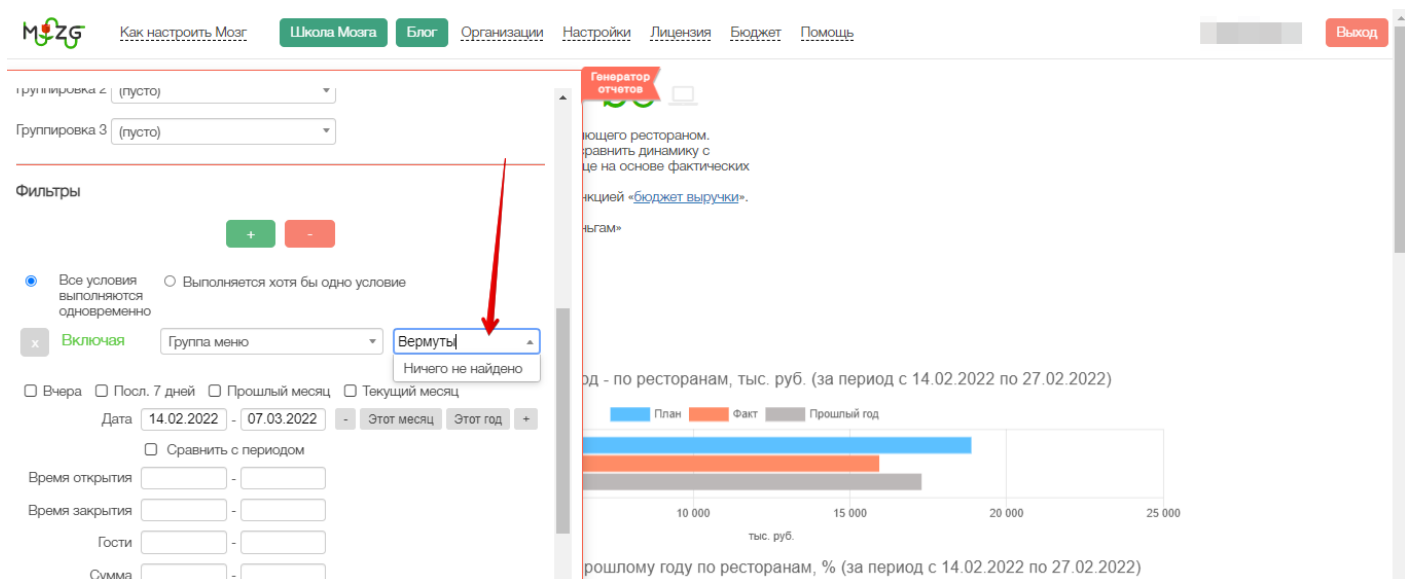 MOZG Как настроить Мозг Школа Мозга Блог Организации Настройки Лицензия Бюджет Помощь Выход
Группировка 2 (пусто)
Группировка 3 (пусто)
Фильтры
+ -
Все условия выполняются одновременно
Выполняется хотя бы одно условие
x Включая Группа меню Вермуты
Ничего не найдено
Вчера Посл. 7 дней Прошлый месяц Текущий месяц
Дата 14.02.2022 - 07.03.2022 - Этот месяц Этот год +
Сравнить с периодом
Время открытия -
Время закрытия -
Гости -
Сумма -
Генератор
отчетов
ющего рестораном.
сравнить динамику с
це на основе фактических
нкцией «бюджет выручки».
ньгам»
од - по ресторанам, тыс. руб. (за период с 14.02.2022 по 27.02.2022)
План Факт Прошлый год
10 000 15 000 20 000 25 000
тыс. руб.
рошлому году по ресторанам, % (за период с 14.02.2022 по 27.02.2022)